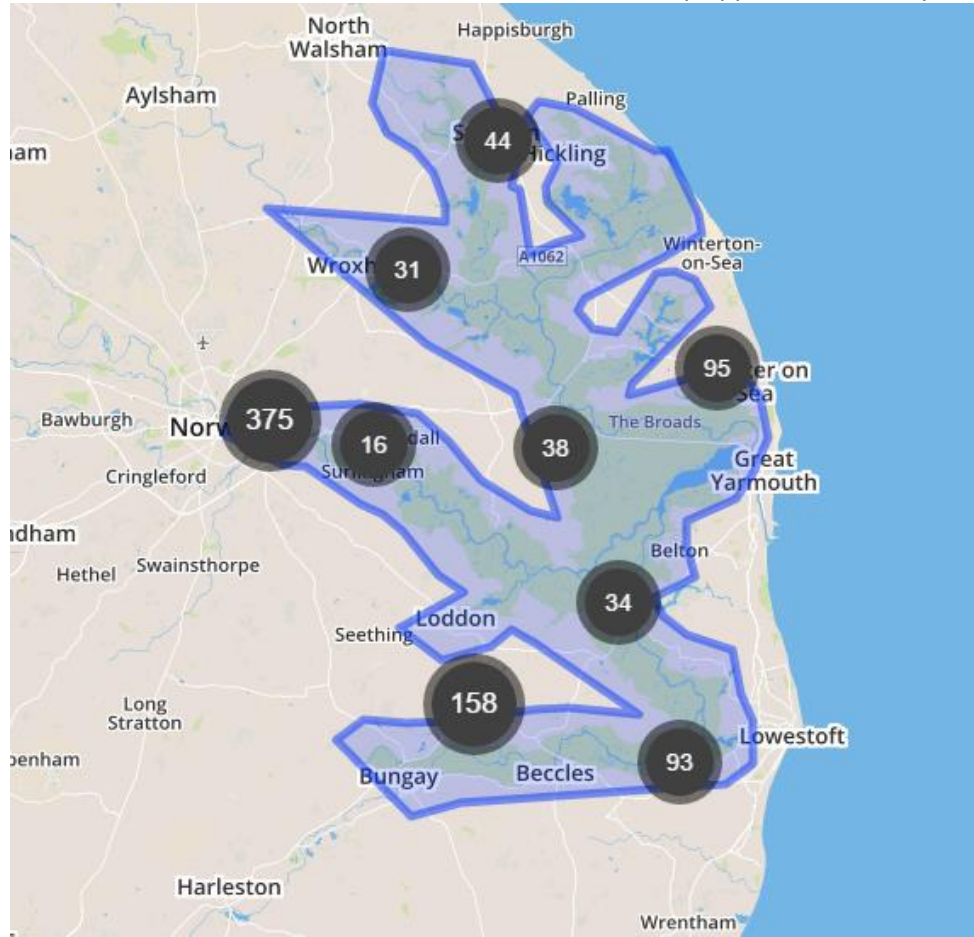 North
Walsham
Happisburgh
Aylsham
Palling
44
am
Hickling
Winterton-
on-Sea
A1062
Wroxh
31
95
er on
Sea
375
Bawburgh
Norw
16
dall
38
The Broads
Surlingham
Cringleford
Great
Yarmouth
dham
Belton
Swainsthorpe
Hethel
34
Loddon
Seething
158
Long
Stratton
Lowestoft
93
enham
Bungay
Beccles
Harleston
Wrentham